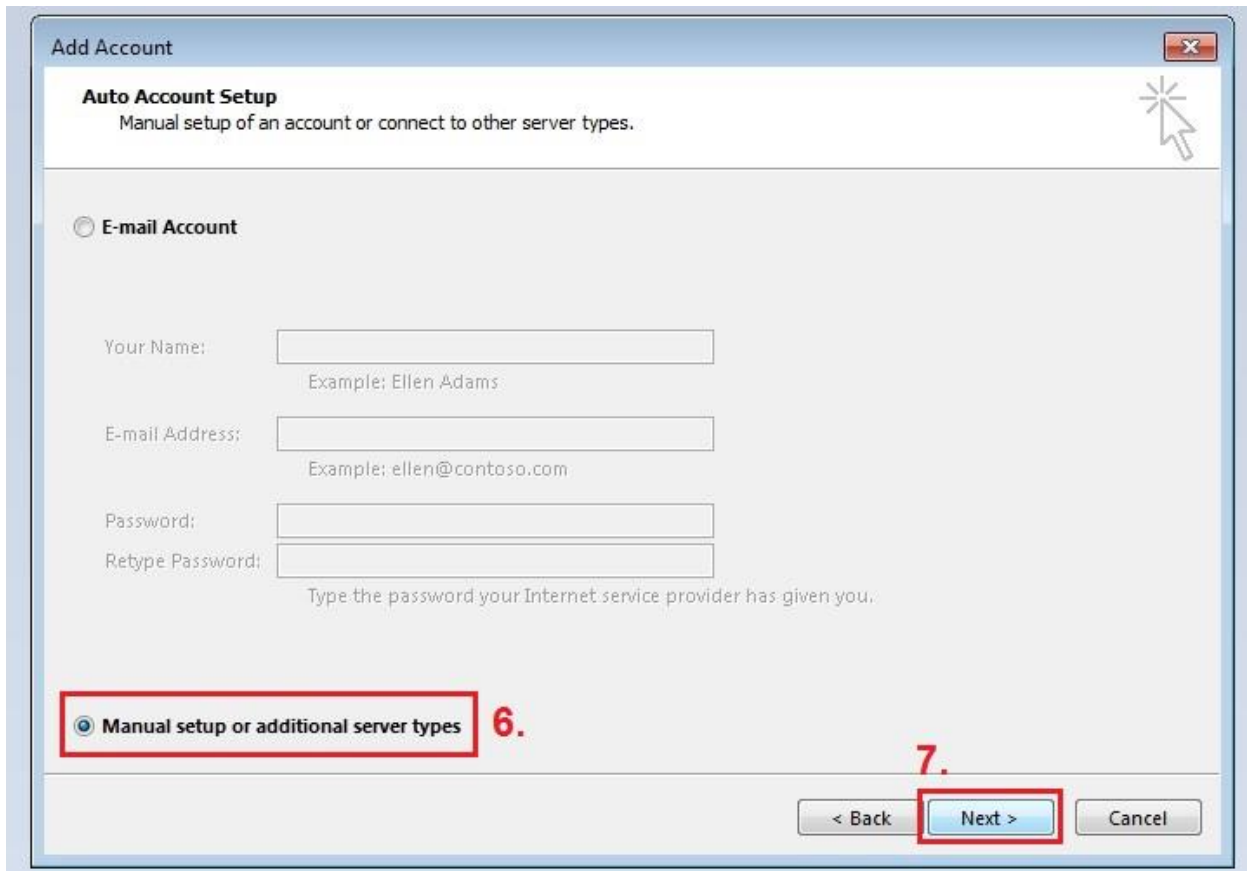 Add Account
Auto Account Setup
Manual setup of an account or connect to other server types.
E-mail Account
Your Name:
Example: Ellen Adams
E-mail Address:
Example: ellen@contoso.com
Password:
Retype Password:
Type the password your Internet service provider has given you.
Manual setup or additional server types 6.
7.
< Back Next > Cancel